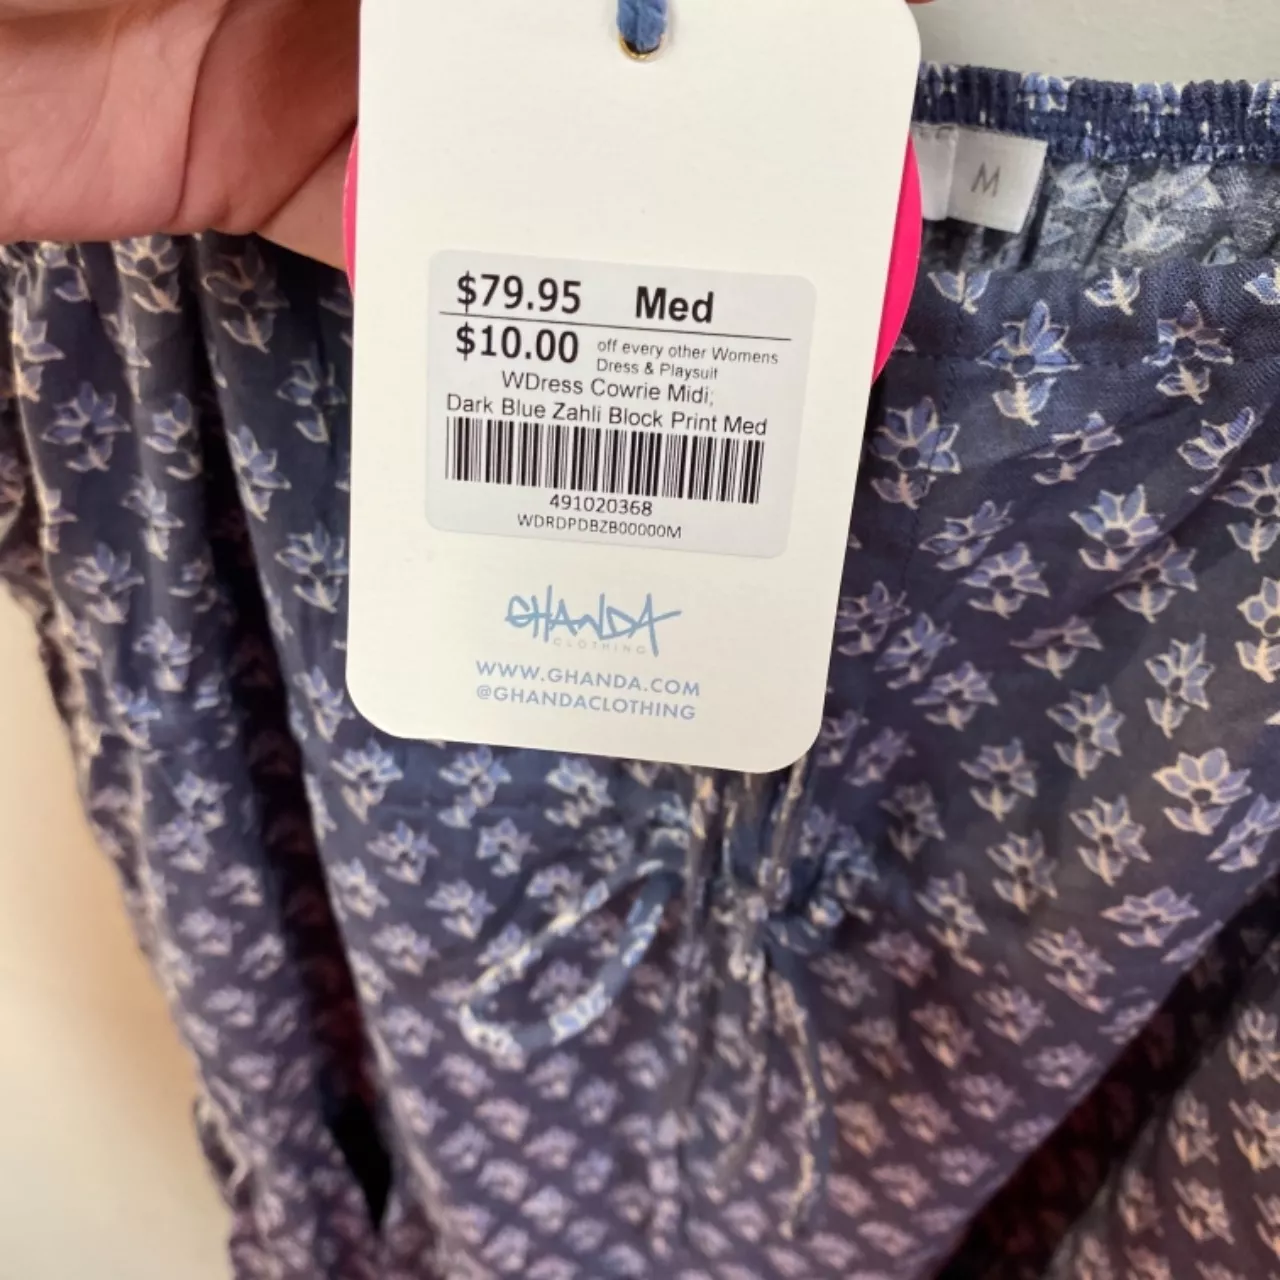 M
$79.95 Med
$10.00 off every other Womens
Dress & Playsuit
WDress Cowrie Midi;
Dark Blue Zahli Block Print Med
491020368
WDRDPDBZB00000M
GHANDA
CLOTHING
WWW.GHANDA.COM
@GHANDACLOTHING